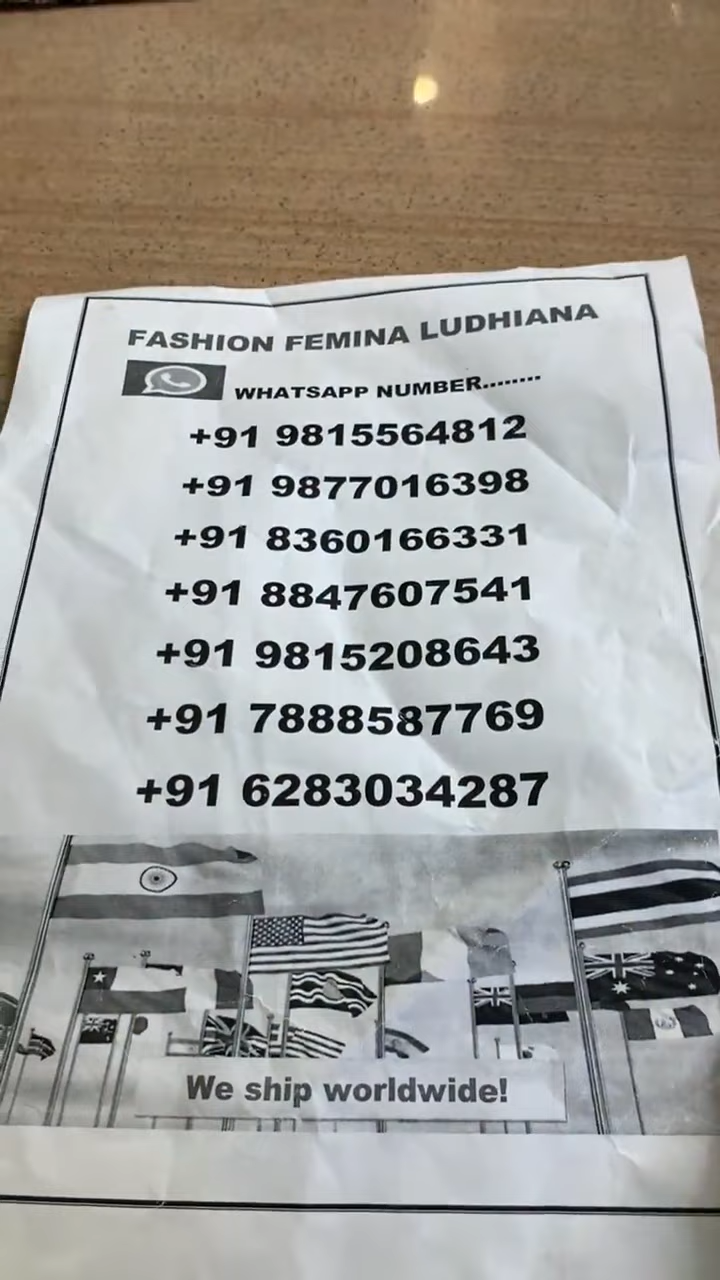 FASHION FEMINA LUDHIANA
WHATSAPP NUMBER........
+91 9815564812
+91 9877016398
+91 8360166331
+91 8847607541
+91 9815208643
+91 7888587769
+91 6283034287
We ship worldwide!